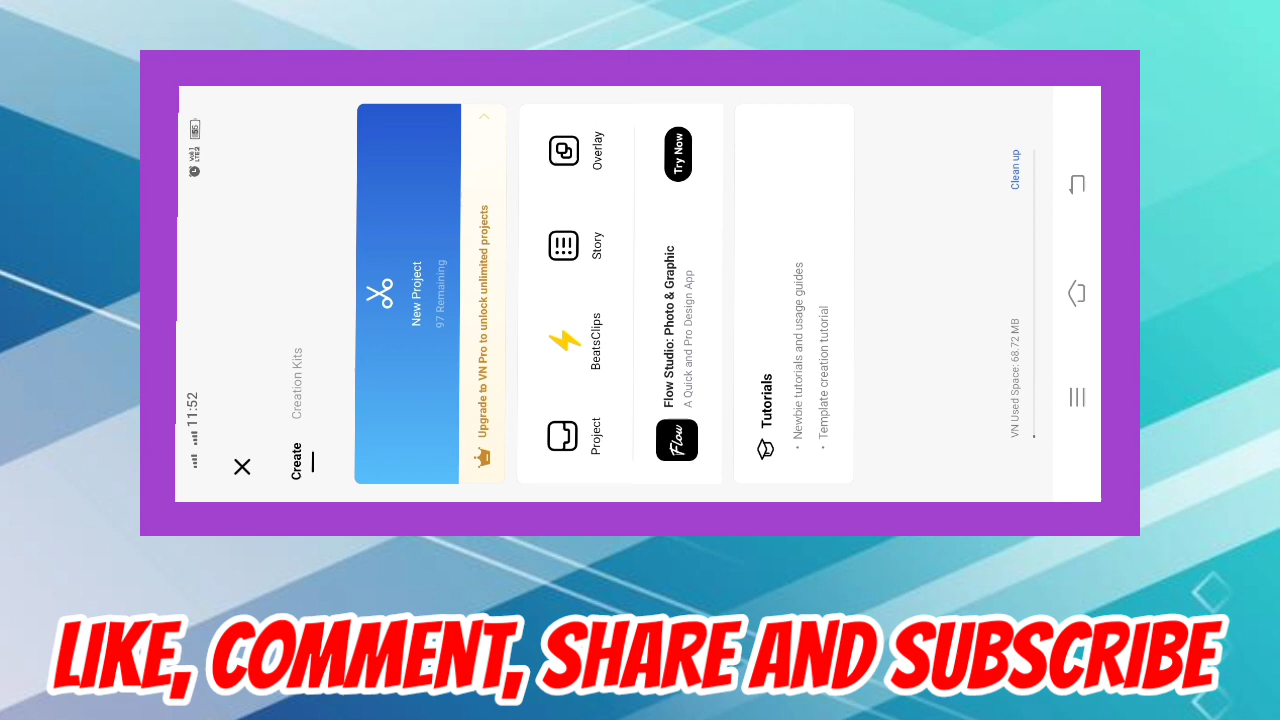 11:52
55
Create Creation Kits
New Project
97 Remaining
Upgrade to VN Pro to unlock unlimited projects
Project BeatsClips Story Overlay
Flow
Flow Studio: Photo & Graphic
A Quick and Pro Design App
Try Now
Tutorials
· Newbie tutorials and usage guides
· Template creation tutorial
VN Used Space: 68.72 MB Clean up
LIKE, COMMENT, SHARE AND SUBSCRIBE